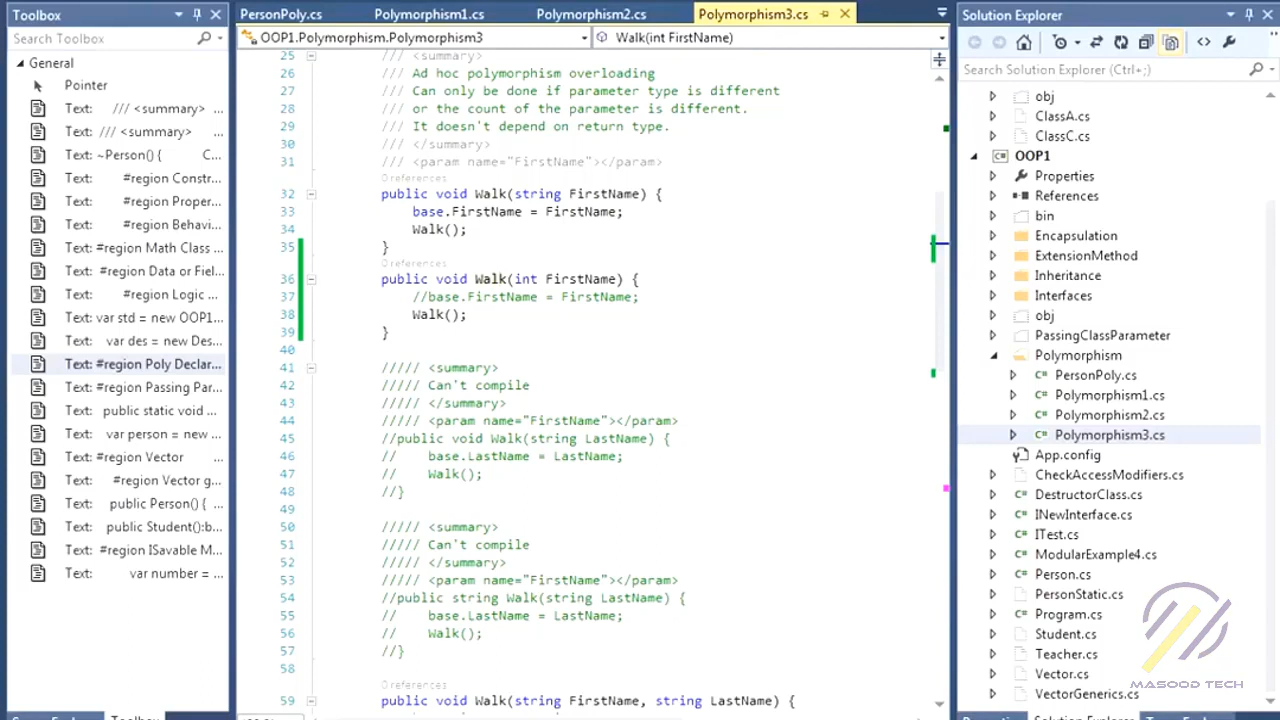 Toolbox
Search Toolbox
General
Pointer
Text: /// <summary> ...
Text: /// <summary> ...
Text: ~Person() { C...
Text: #region Constr...
Text: #region Proper...
Text: #region Behavi...
Text: #region Math Class ...
Text: #region Data or Fiel...
Text: #region Logic ...
Text: var std = new OOP1...
Text: var des = new Des...
Text: #region Poly Declar...
Text: #region Passing Par...
Text: public static void ...
Text: var person = new ...
Text: #region Vector
Text: #region Vector g...
Text: public Person() { ...
Text: public Student():b...
Text: #region ISavable M...
Text: var number = ...
PersonPoly.cs
Polymorphism1.cs
Polymorphism2.cs
Polymorphism3.cs
OOP1.Polymorphism.Polymorphism3
Walk(int FirstName)
25 /// <summary>
26 /// Ad hoc polymorphism overloading
27 /// Can only be done if parameter type is different
28 /// or the count of the parameter is different.
29 /// It doesn't depend on return type.
30 /// </summary>
31 /// <param name="FirstName"></param>
0 references
32 public void Walk(string FirstName) {
33 base.FirstName = FirstName;
34 Walk();
35 }
0 references
36 public void Walk(int FirstName) {
37 //base.FirstName = FirstName;
38 Walk();
39 }
40
41 ///// <summary>
42 ///// Can't compile
43 ///// </summary>
44 ///// <param name="FirstName"></param>
45 //public void Walk(string LastName) {
46 // base.LastName = LastName;
47 // Walk();
48 //}
49
50 ///// <summary>
51 ///// Can't compile
52 ///// </summary>
53 ///// <param name="FirstName"></param>
54 //public string Walk(string LastName) {
55 // base.LastName = LastName;
56 // Walk();
57 //}
58
0 references
59 public void Walk(string FirstName, string LastName) {
Solution Explorer
Search Solution Explorer (Ctrl+;)
obj
ClassA.cs
ClassC.cs
OOP1
Properties
References
bin
Encapsulation
ExtensionMethod
Inheritance
Interfaces
obj
PassingClassParameter
Polymorphism
PersonPoly.cs
Polymorphism1.cs
Polymorphism2.cs
Polymorphism3.cs
App.config
CheckAccessModifiers.cs
DestructorClass.cs
INewInterface.cs
ITest.cs
ModularExample4.cs
Person.cs
PersonStatic.cs
Program.cs
Student.cs
Teacher.cs
Vector.cs
VectorGenerics.cs
MASOOD TECH